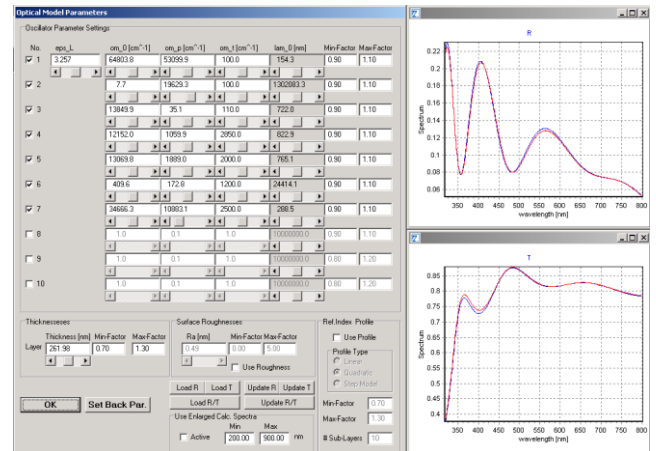 Optical Model Parameters
Oscillator Parameter Settings
No. eps_L om_0 [cm^-1] om_p [cm^-1] om_t [cm^-1] lam_0 [nm] Min-Factor Max-Factor
1 3.257 64803.8 53099.9 100.0 154.3 0.90 1.10
2 7.7 19629.3 100.0 1302083.3 0.90 1.10
3 13849.9 35.1 110.0 722.0 0.90 1.10
4 12152.0 1059.9 2850.0 822.9 0.90 1.10
5 13069.8 1889.0 2000.0 765.1 0.90 1.10
6 409.6 172.8 1200.0 24414.1 0.90 1.10
7 34666.3 10883.1 2500.0 288.5 0.90 1.10
8 1.0 0.1 1.0 10000000.0 0.90 1.10
9 1.0 0.1 1.0 10000000.0 0.80 1.20
10 1.0 0.1 1.0 10000000.0 0.80 1.20
Thicknesseses
Thickness [nm] Min-Factor Max-Factor
Layer 261.98 0.70 1.30
Surface Roughnesses
Ra [nm] Min-Factor Max-Factor
0.49 0.00 5.00
Use Roughness
Ref.Index Profile
Use Profile
Profile Type
Linear
Quadratic
Step Model
Min-Factor 0.70
Max-Factor 1.30
# Sub-Layers 10
Load R Load T Update R Update T
Load R/T Update R/T
OK Set Back Par.
Use Enlarged Calc. Spectra
Min Max
Active 200.00 900.00 nm
R
Spectrum
0.22
0.2
0.18
0.16
0.14
0.12
0.1
0.08
0.06
350 400 450 500 550 600 650 700 750 800
wavelength [nm]
T
Spectrum
0.85
0.8
0.75
0.7
0.65
0.6
0.55
0.5
0.45
0.4
350 400 450 500 550 600 650 700 750 800
wavelength [nm]